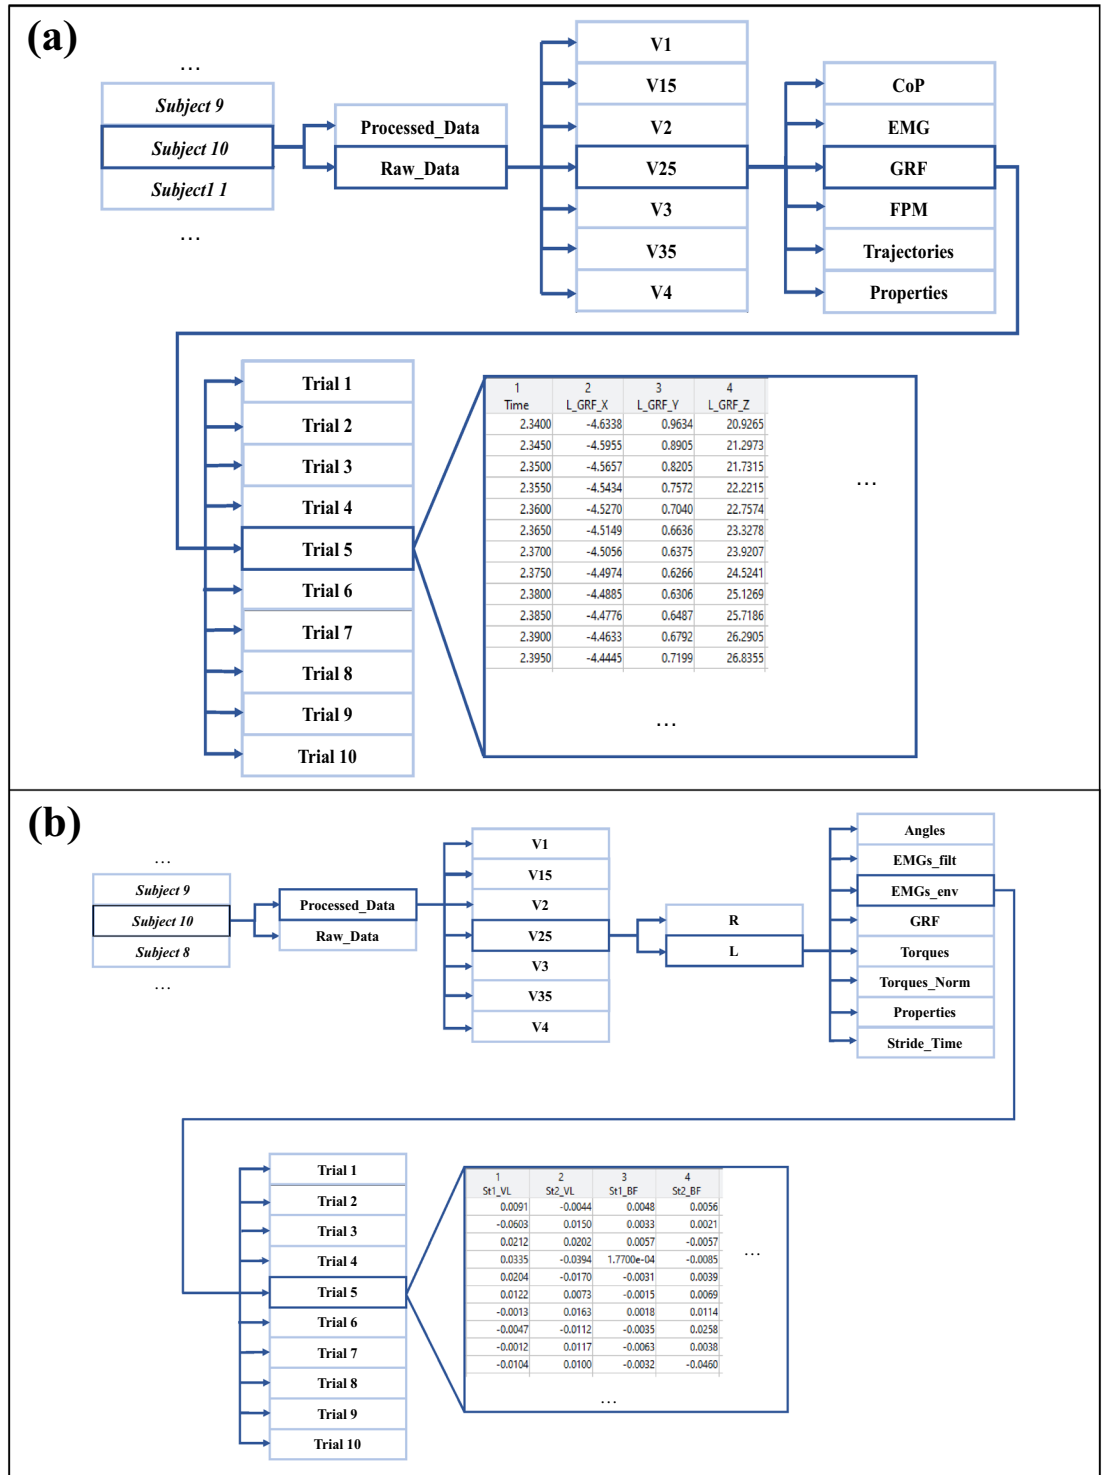 (a)
...
Subject 9
Subject 10
Subject1 1
...
Processed_Data
Raw_Data
V1
V15
V2
V25
V3
V35
V4
CoP
EMG
GRF
FPM
Trajectories
Properties
Trial 1
Trial 2
Trial 3
Trial 4
Trial 5
Trial 6
Trial 7
Trial 8
Trial 9
Trial 10
1 2 3 4
Time L_GRF_X L_GRF_Y L_GRF_Z
2.3400 -4.6338 0.9634 20.9265
2.3450 -4.5955 0.8905 21.2973
2.3500 -4.5657 0.8205 21.7315
2.3550 -4.5434 0.7572 22.2215
2.3600 -4.5270 0.7040 22.7574
2.3650 -4.5149 0.6636 23.3278
2.3700 -4.5056 0.6375 23.9207
2.3750 -4.4974 0.6266 24.5241
2.3800 -4.4885 0.6306 25.1269
2.3850 -4.4776 0.6487 25.7186
2.3900 -4.4633 0.6792 26.2905
2.3950 -4.4445 0.7199 26.8355
...
...
(b)
...
Subject 9
Subject 10
Subject 8
...
Processed_Data
Raw_Data
V1
V15
V2
V25
V3
V35
V4
R
L
Angles
EMGs_filt
EMGs_env
GRF
Torques
Torques_Norm
Properties
Stride_Time
Trial 1
Trial 2
Trial 3
Trial 4
Trial 5
Trial 6
Trial 7
Trial 8
Trial 9
Trial 10
1 2 3 4
St1_VL St2_VL St1_BF St2_BF
0.0091 -0.0044 0.0048 0.0056
-0.0603 0.0150 0.0033 0.0021
0.0212 0.0202 0.0057 -0.0057
0.0335 -0.0394 1.7700e-04 -0.0085
0.0204 -0.0170 -0.0031 0.0039
0.0122 0.0073 -0.0015 0.0069
-0.0013 0.0163 0.0018 0.0114
-0.0047 -0.0112 -0.0035 0.0258
-0.0012 0.0117 -0.0063 0.0038
-0.0104 0.0100 -0.0032 -0.0460
...
...